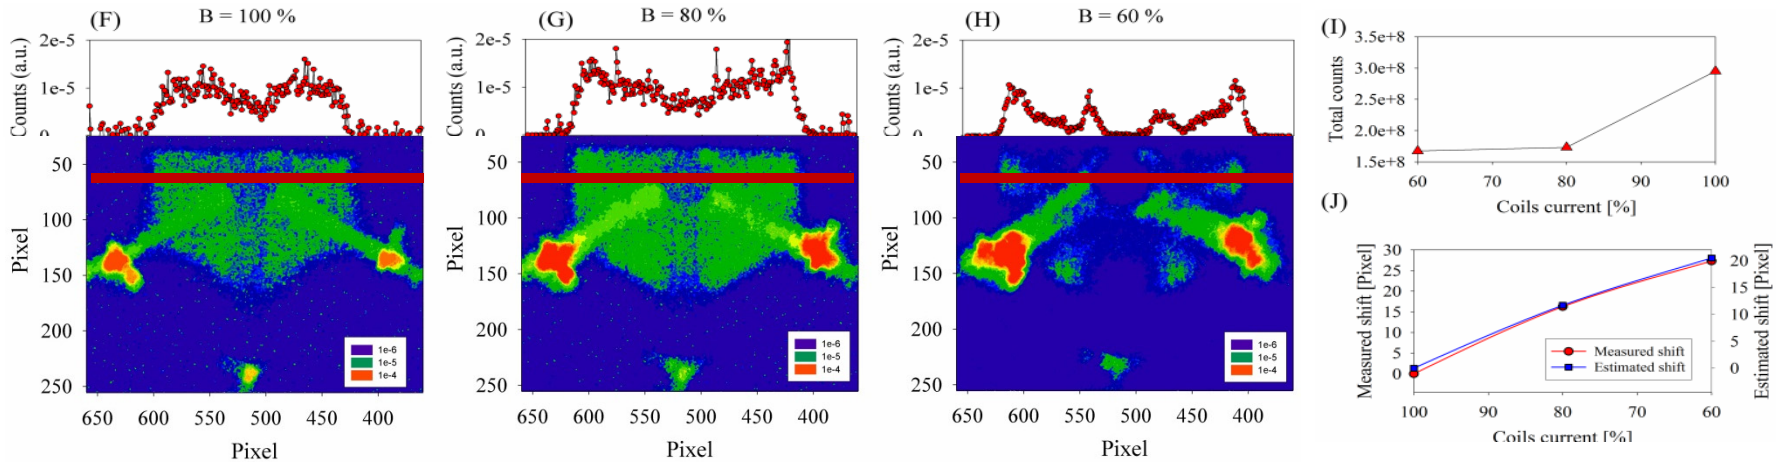 (F) B = 100 %
Counts (a.u.)
2e-5
1e-5
0
Pixel
50
100
150
200
250
1e-6
1e-5
1e-4
650 600 550 500 450 400
Pixel
(G) B = 80 %
Counts (a.u.)
2e-5
1e-5
0
Pixel
50
100
150
200
250
1e-6
1e-5
1e-4
650 600 550 500 450 400
Pixel
(H) B = 60 %
Counts (a.u.)
2e-5
1e-5
0
Pixel
50
100
150
200
250
1e-6
1e-5
1e-4
650 600 550 500 450 400
Pixel
(I)
Total counts
3.5e+8
3.0e+8
2.5e+8
2.0e+8
1.5e+8
60 70 80 90 100
Coils current [%]
(J)
Measured shift [Pixel]
30
25
20
15
10
5
0
Measured shift
Estimated shift
20
15
10
5
0
Estimated shift [Pixel]
100 90 80 70 60
Coils current [%]